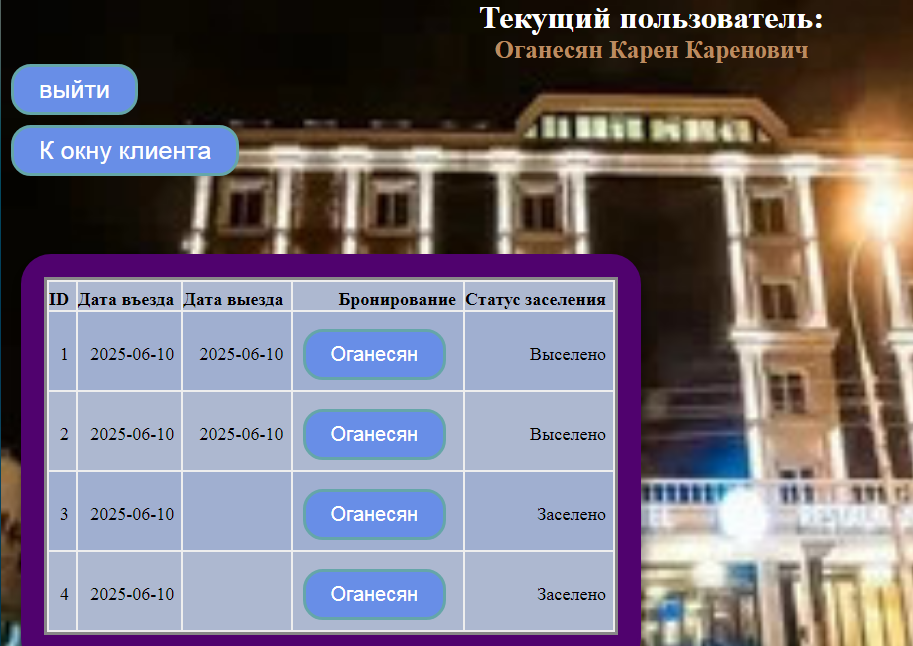 Текущий пользователь:
Оганесян Карен Каренович
выйти
К окну клиента
ID Дата въезда Дата выезда Бронирование Статус заселения
1 2025-06-10 2025-06-10 Оганесян Выселено
2 2025-06-10 2025-06-10 Оганесян Выселено
3 2025-06-10 Оганесян Заселено
4 2025-06-10 Оганесян Заселено